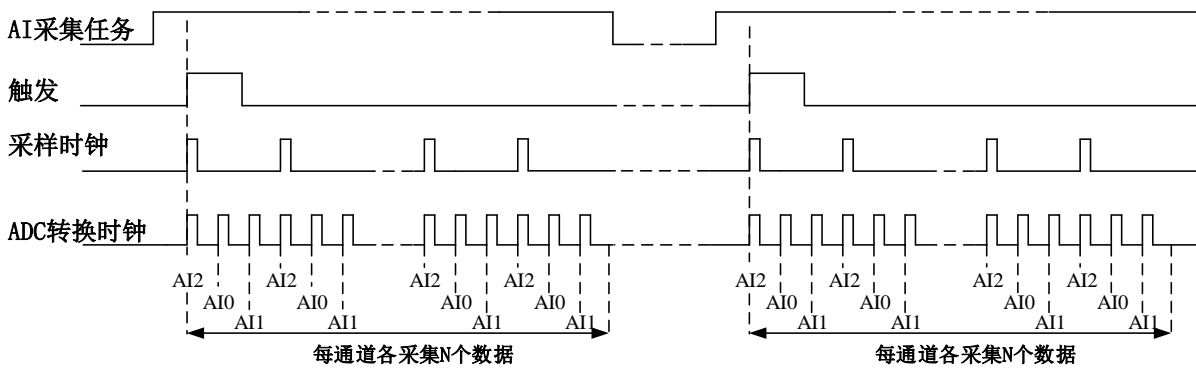 AI采集任务
触发
采样时钟
ADC转换时钟
AI2 AI2 AI2 AI2 AI2 AI2 AI2 AI2
AI0 AI0 AI0 AI0 AI0 AI0 AI0 AI0
AI1 AI1 AI1 AI1 AI1 AI1 AI1 AI1
每通道各采集N个数据 每通道各采集N个数据